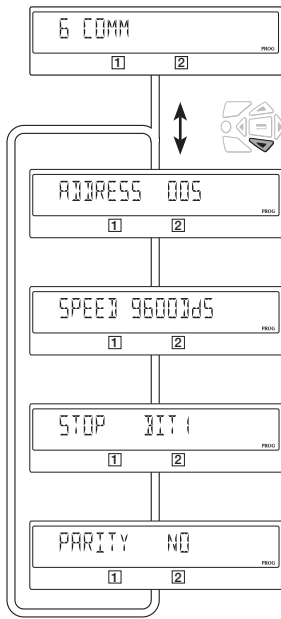 6 COMM
PROG
1 2
ADDRESS 005
PROG
1 2
SPEED 9600BdS
PROG
1 2
STOP BIT 1
PROG
1 2
PARITY NO
PROG
1 2